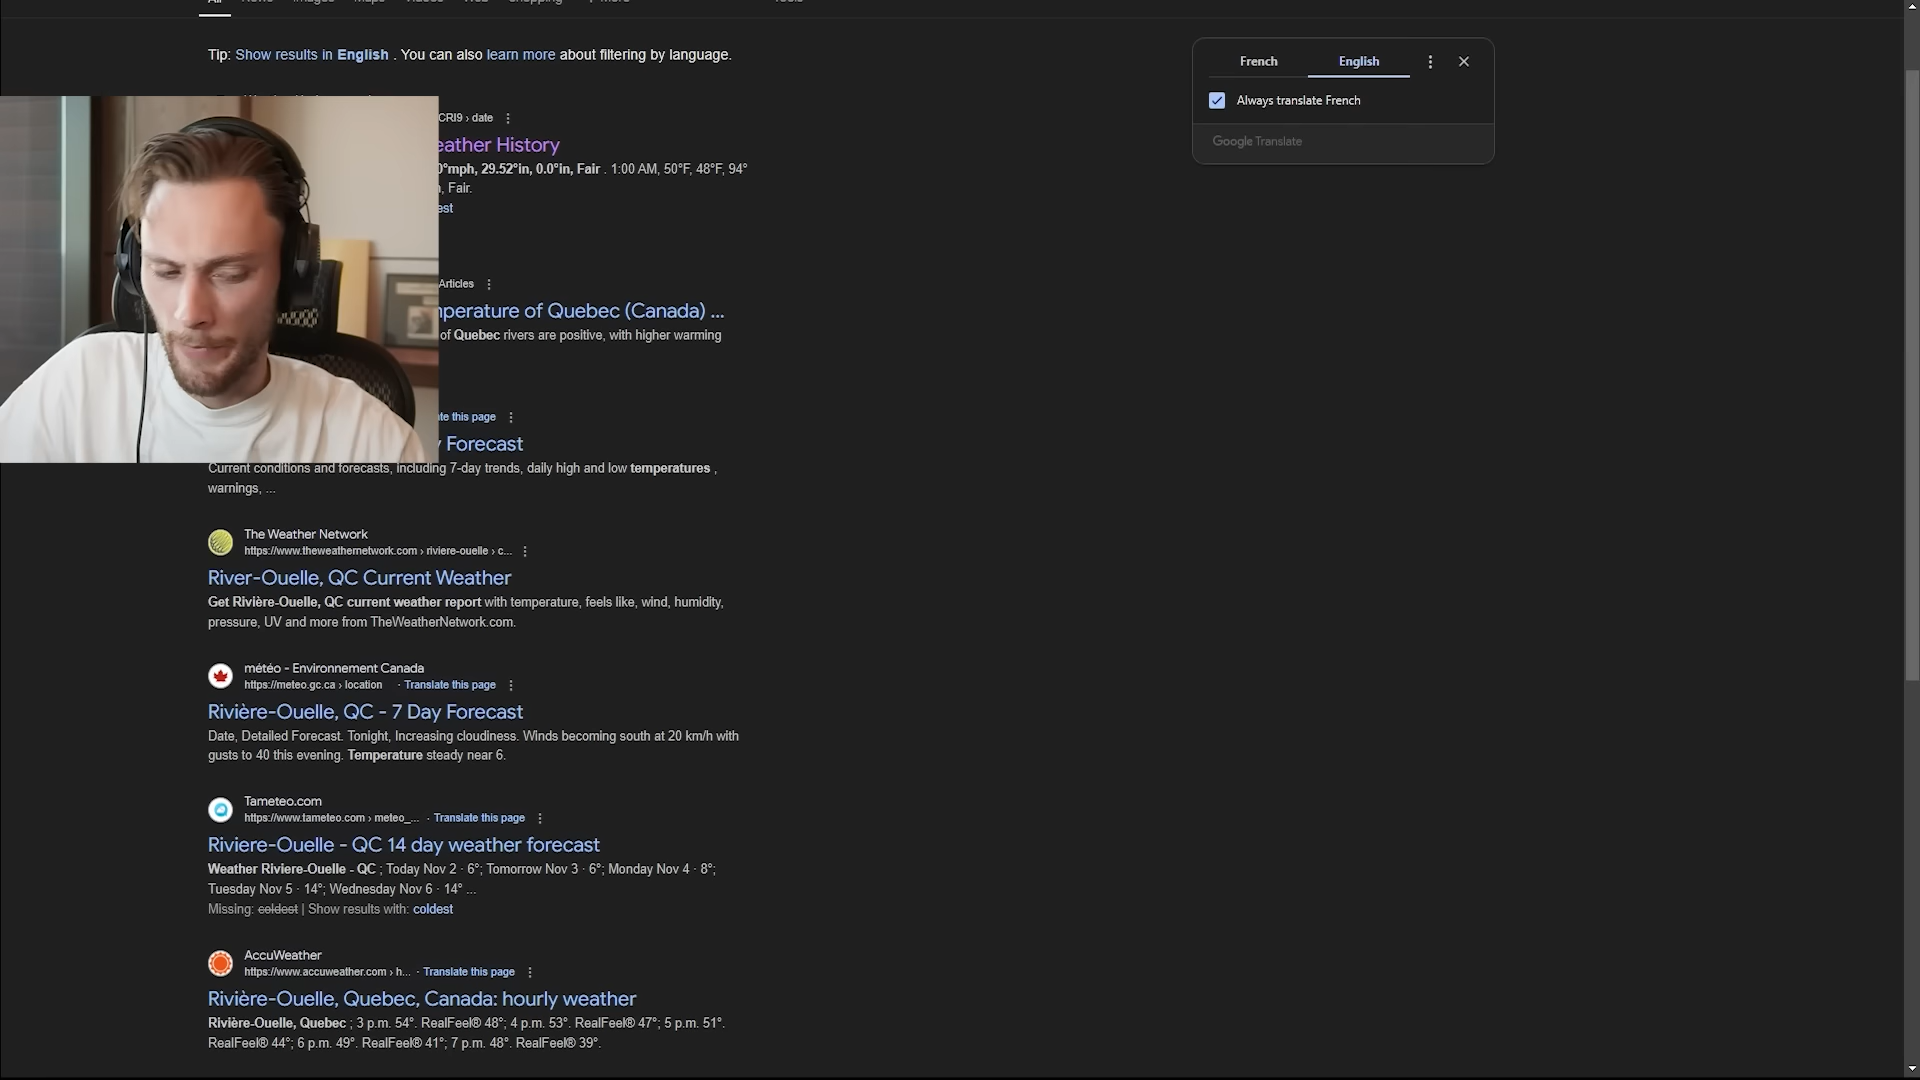 Tip: Show results in English . You can also learn more about filtering by language.
French
English
Always translate French
Google Translate
CRI9 › date
eather History
0°mph, 29.52°in, 0.0°in, Fair . 1:00 AM, 50°F, 48°F, 94°
, Fair.
est
Articles
perature of Quebec (Canada) ...
of Quebec rivers are positive, with higher warming
te this page
Forecast
Current conditions and forecasts, including 7-day trends, daily high and low temperatures ,
warnings, ...
The Weather Network
https://www.theweathernetwork.com › riviere-ouelle › c...
River-Ouelle, QC Current Weather
Get Rivière-Ouelle, QC current weather report with temperature, feels like, wind, humidity,
pressure, UV and more from TheWeatherNetwork.com.
météo - Environnement Canada
https://meteo.gc.ca › location · Translate this page
Rivière-Ouelle, QC - 7 Day Forecast
Date, Detailed Forecast. Tonight, Increasing cloudiness. Winds becoming south at 20 km/h with
gusts to 40 this evening. Temperature steady near 6.
Tameteo.com
https://www.tameteo.com › meteo_... · Translate this page
Riviere-Ouelle - QC 14 day weather forecast
Weather Riviere-Ouelle - QC ; Today Nov 2 · 6°; Tomorrow Nov 3 · 6°; Monday Nov 4 · 8°;
Tuesday Nov 5 · 14°; Wednesday Nov 6 · 14° ...
Missing: coldest | Show results with: coldest
AccuWeather
https://www.accuweather.com › h... · Translate this page
Rivière-Ouelle, Quebec, Canada: hourly weather
Rivière-Ouelle, Quebec ; 3 p.m. 54°. RealFeel® 48°; 4 p.m. 53°. RealFeel® 47°; 5 p.m. 51°.
RealFeel® 44°; 6 p.m. 49°. RealFeel® 41°; 7 p.m. 48°. RealFeel® 39°.